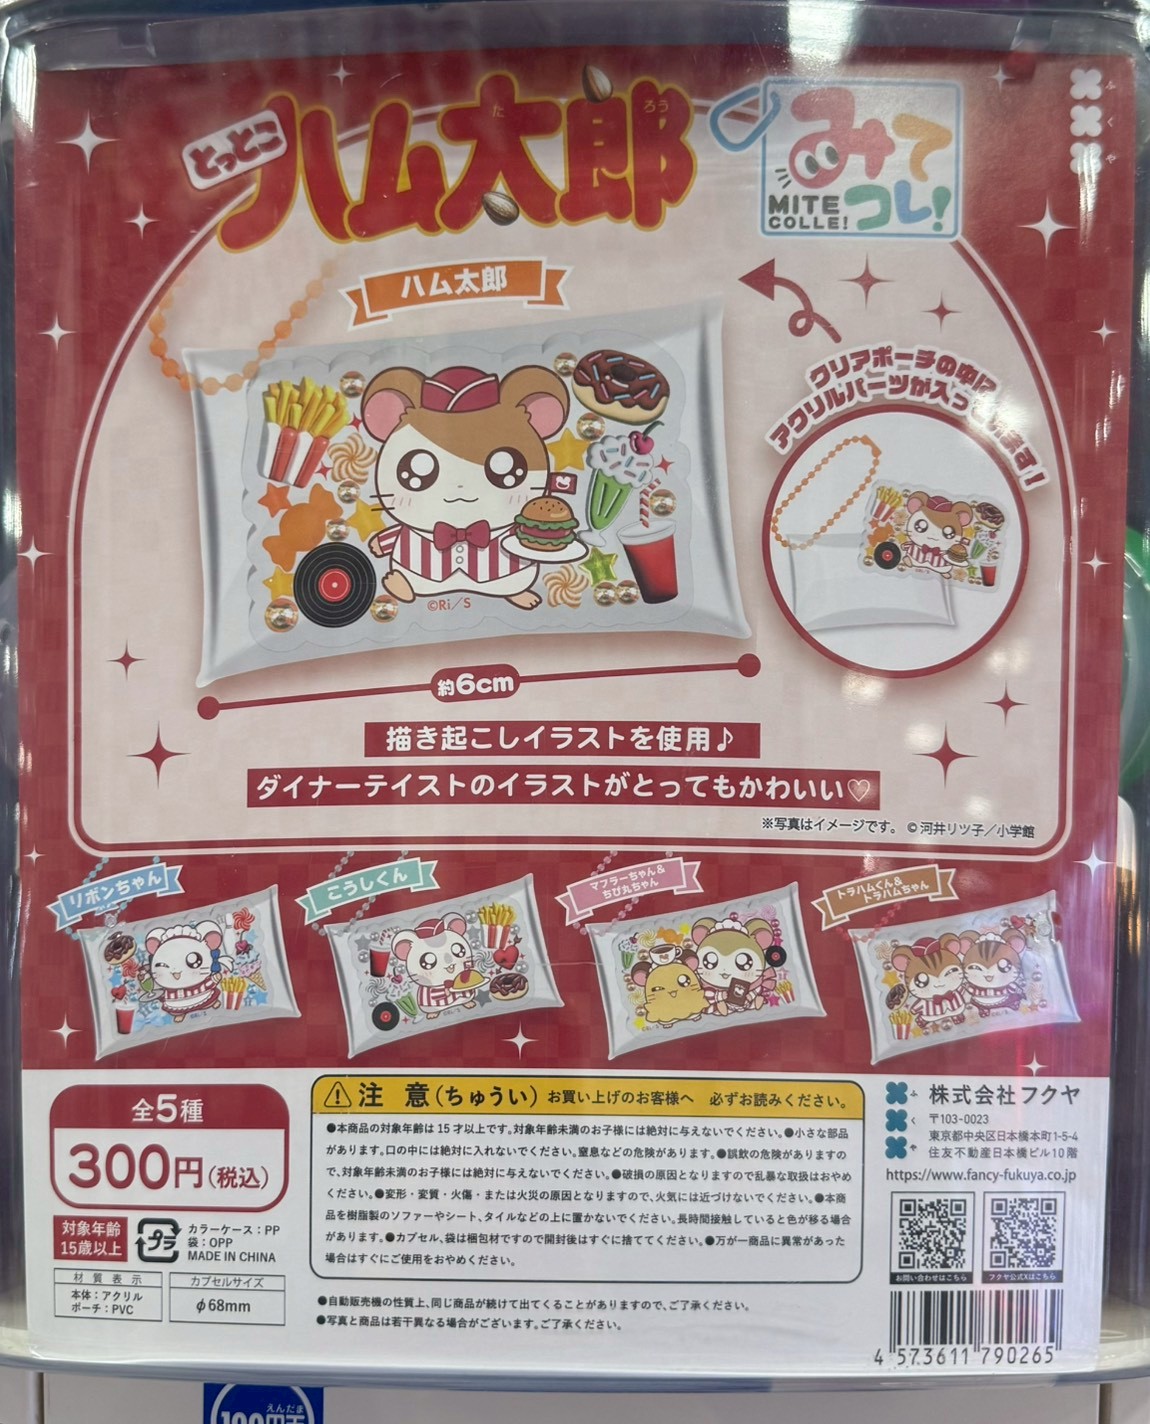 とっとこ
ハム太郎
た
ろう
みて
コレ!
MITE
COLLE!
ふ
く
や
ハム太郎
クリアポーチの中に
アクリルパーツが入っています!
©Ri/S
約6cm
描き起こしイラストを使用♪
ダイナーテイストのイラストがとってもかわいい♡
※写真はイメージです。 ©河井リツ子/小学館
リボンちゃん
こうしくん
マフラーちゃん&
ちび丸ちゃん
トラハムくん&
トラハムちゃん
全5種
300円(税込)
対象年齢
15歳以上
プラ
カラーケース:PP
袋:OPP
MADE IN CHINA
材質表示
本体:アクリル
ポーチ:PVC
カプセルサイズ
φ68mm
注 意(ちゅうい) お買い上げのお客様へ 必ずお読みください。
●本商品の対象年齢は15才以上です。対象年齢未満のお子様には絶対に与えないでください。●小さな部品
があります。口の中には絶対に入れないでください。窒息などの危険があります。●誤飲の危険がありますの
で、対象年齢未満のお子様には絶対に与えないでください。●破損の原因となりますので乱暴な取扱はおやめ
ください。●変形・変質・火傷・または火災の原因となりますので、火気には近づけないでください。●本商
品を樹脂製のソファーやシート、タイルなどの上に置かないでください。長時間接触していると色が移る場合
があります。●カプセル、袋は梱包材ですので開封後はすぐに捨ててください。●万が一商品に異常があった
場合はすぐにご使用をおやめください。
●自動販売機の性質上、同じ商品が続けて出てくることがありますので、ご了承ください。
●写真と商品は若干異なる場合がございます。ご了承ください。
ふ
く
や
株式会社フクヤ
〒103-0023
東京都中央区日本橋本町1-5-4
住友不動産日本橋ビル10階
https://www.fancy-fukuya.co.jp
お問い合わせはこちら
フクヤ公式Xはこちら
4 573611 790265
えんだま
100円玉